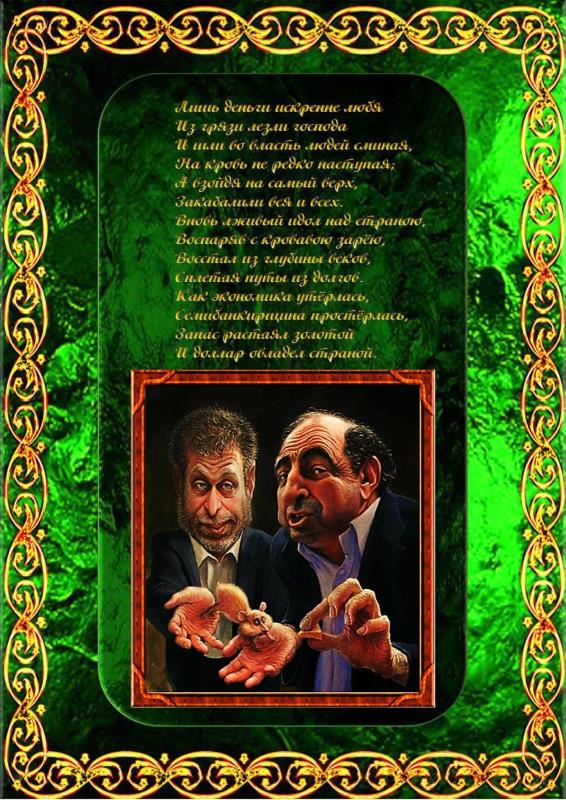 Лишь деньги искренне любя
Из грязи лезли господа
И шли во власть людей сминая,
На кровь не редко наступая;
А взойдя на самый верх,
Закабалили вея и всех.
Вновь лживый идол над страною,
Воспаряв с кровавою зарёю,
Восстал из глубины веков,
Сплетая путы из долгов.
Как экономика утёрлась,
Семибанкирщина простёрлась,
Запас растаял золотой
И доллар овладел страной.